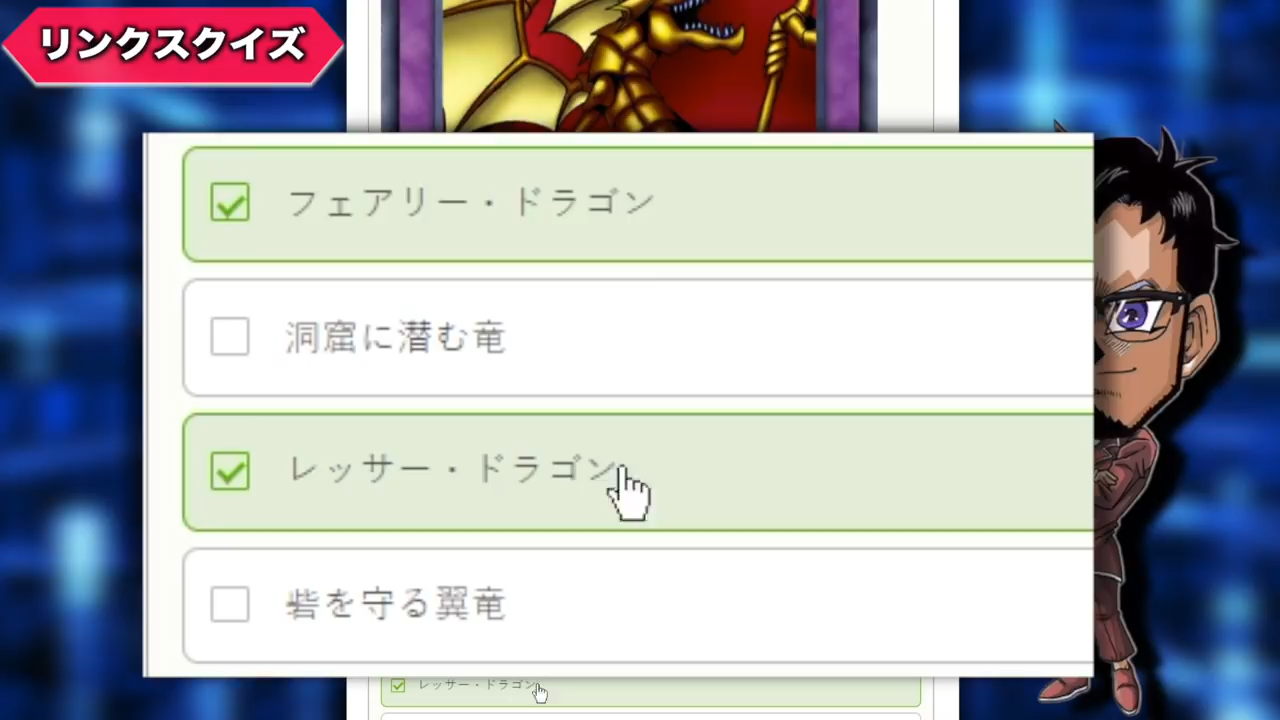 リンクスクイズ
フェアリー・ドラゴン
洞窟に潜む竜
レッサー・ドラゴン
砦を守る翼竜
レッサー・ドラゴン